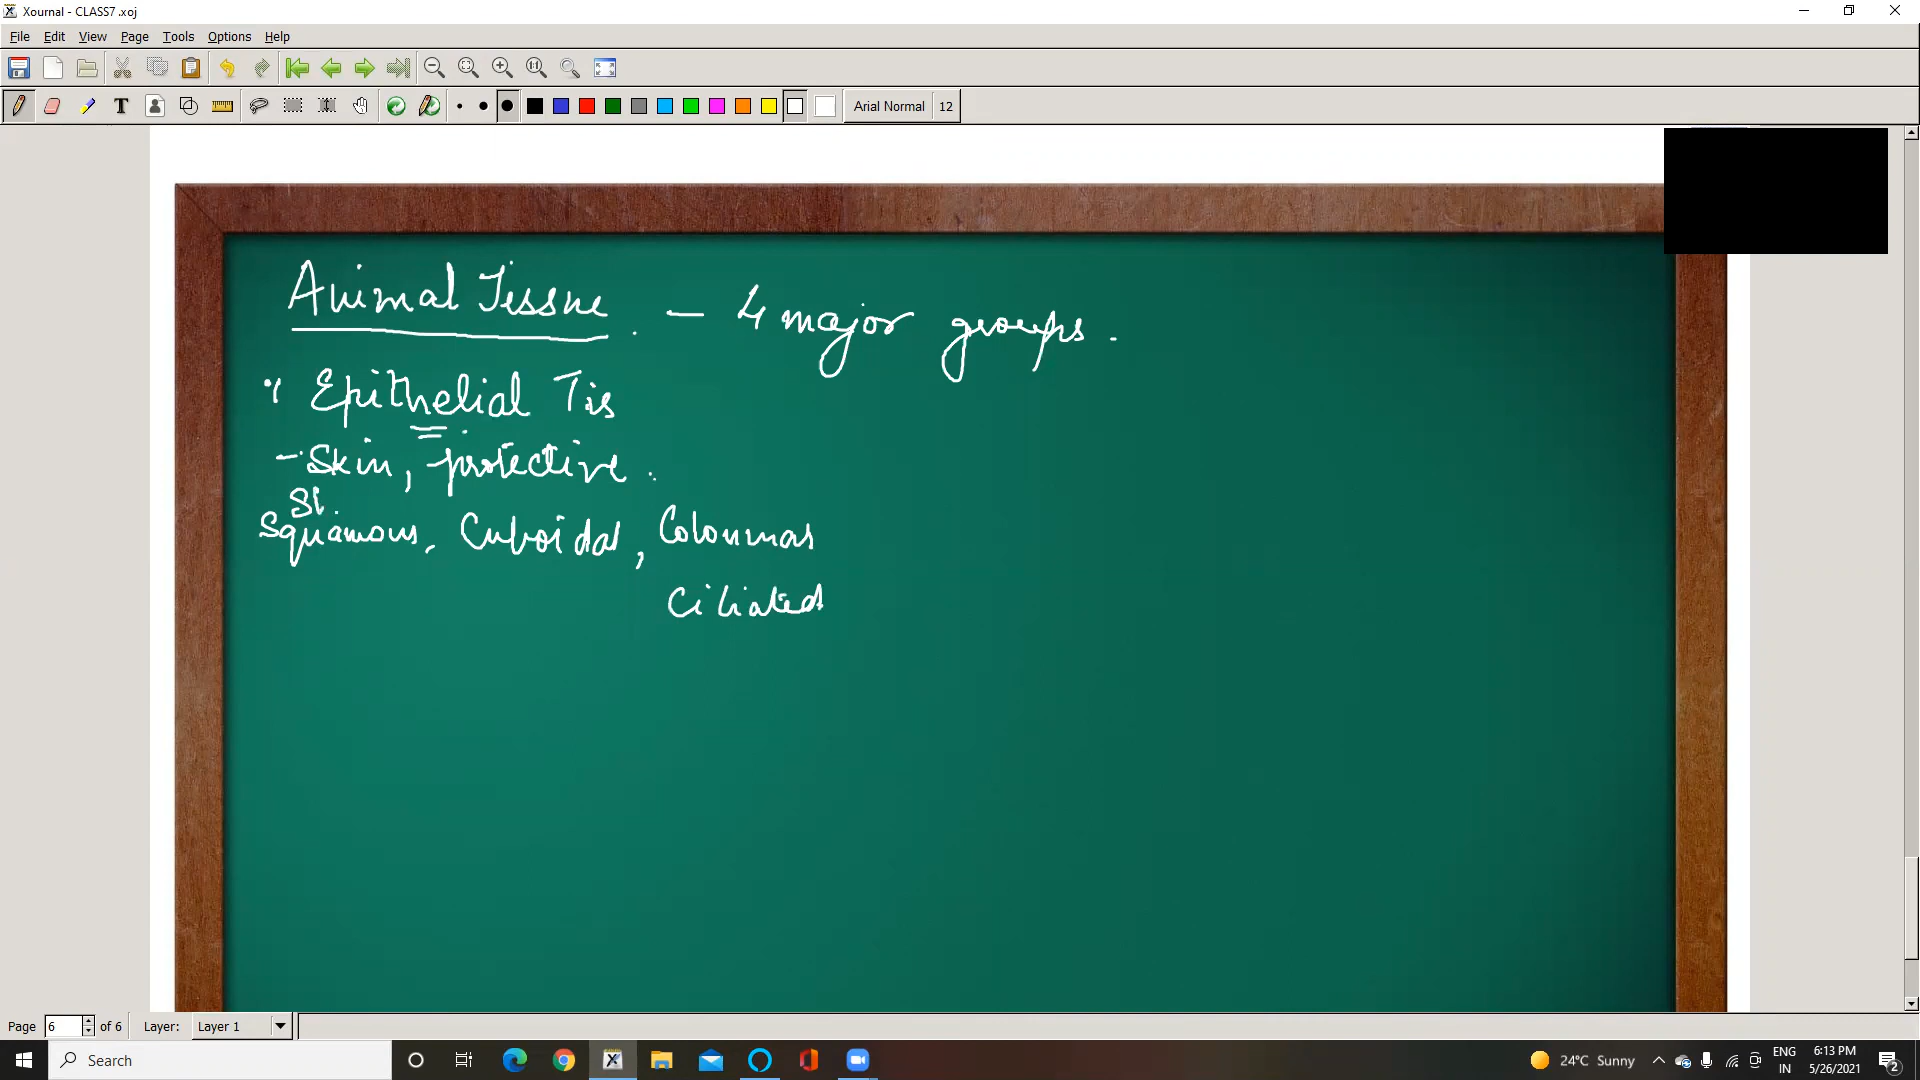 Xournal - CLASS7 .xoj
File Edit View Page Tools Options Help
Arial Normal 12
Animal Tissue . - 4 major groups .
Epithelial Tis
- Skin, - protective .
St .
Squamous, Cuboidal, Colounmar
Ciliated
Page 6 of 6 Layer: Layer 1
Search
24°C Sunny
ENG 6:13 PM
IN 5/26/2021
2